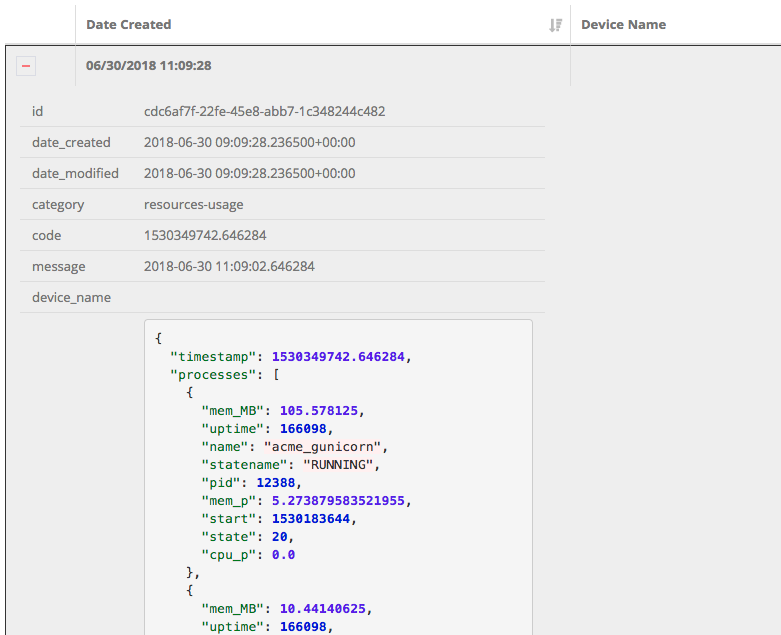 Date Created Device Name
06/30/2018 11:09:28
id cdc6af7f-22fe-45e8-abb7-1c348244c482
date_created 2018-06-30 09:09:28.236500+00:00
date_modified 2018-06-30 09:09:28.236500+00:00
category resources-usage
code 1530349742.646284
message 2018-06-30 11:09:02.646284
device_name
{
"timestamp": 1530349742.646284,
"processes": [
{
"mem_MB": 105.578125,
"uptime": 166098,
"name": "acme_gunicorn",
"statename": "RUNNING",
"pid": 12388,
"mem_p": 5.273879583521955,
"start": 1530183644,
"state": 20,
"cpu_p": 0.0
},
{
"mem_MB": 10.44140625,
"uptime": 166098,